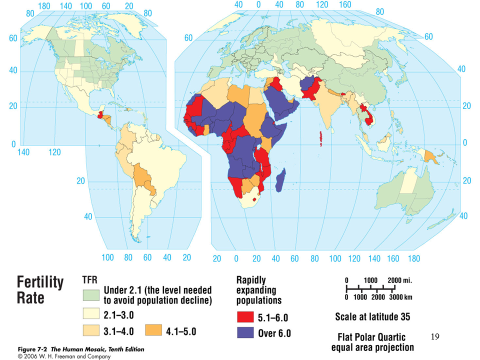 80
60
40
20
0
20
40
140 120
100 80 60 40
80
60
40
20
0
20
40
20 0 20 40 60 80 100 120 140 160 180
Fertility
Rate
TFR
Under 2.1 (the level needed
to avoid population decline)
2.1–3.0
3.1–4.0
4.1–5.0
Rapidly
expanding
populations
5.1–6.0
Over 6.0
0 1000 2000 mi.
0 1000 2000 3000 km
Scale at latitude 35
Flat Polar Quartic
equal area projection
19
Figure 7-2 The Human Mosaic, Tenth Edition
© 2006 W. H. Freeman and Company